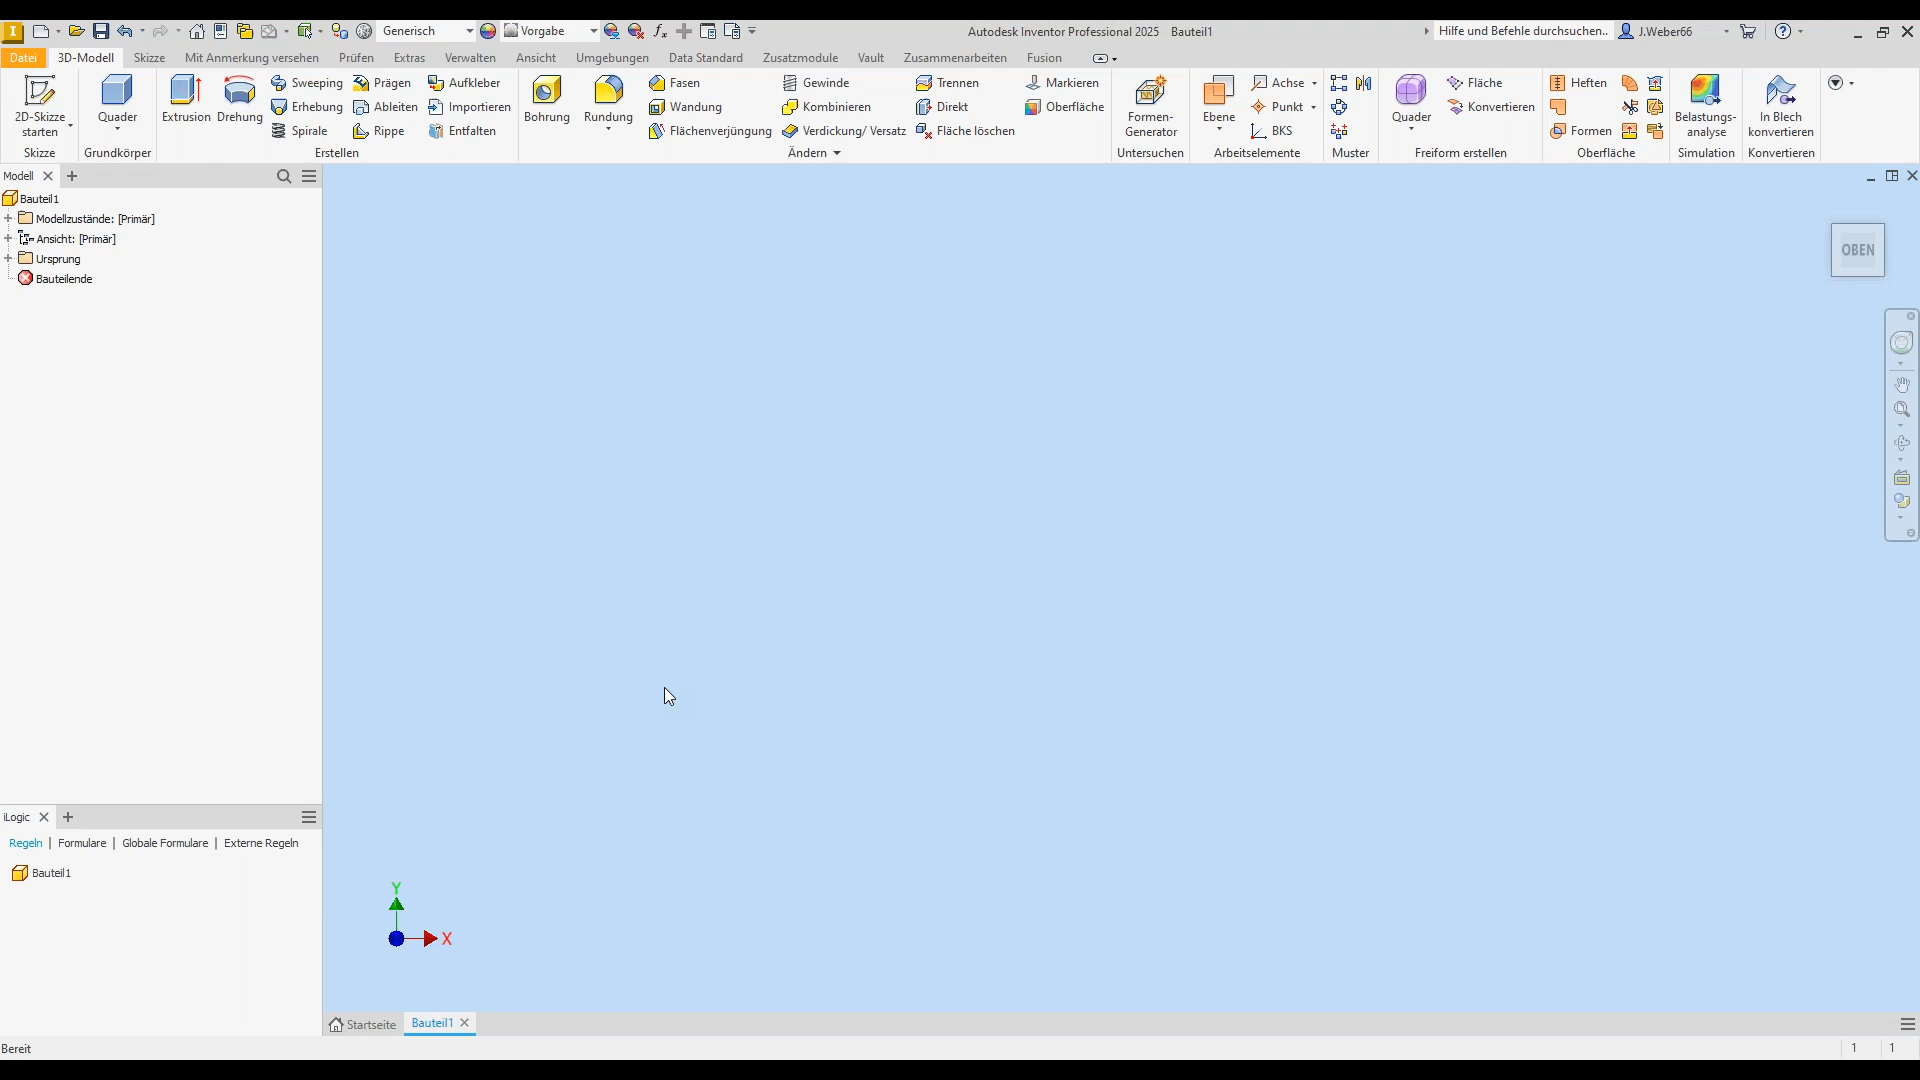 Generisch
Vorgabe
Autodesk Inventor Professional 2025 Bauteil1
Hilfe und Befehle durchsuchen..
J.Weber66
Datei 3D-Modell Skizze Mit Anmerkung versehen Prüfen Extras Verwalten Ansicht Umgebungen Data Standard Zusatzmodule Vault Zusammenarbeiten Fusion
2D-Skizze
starten
Skizze
Quader
Grundkörper
Extrusion
Drehung
Sweeping
Erhebung
Spirale
Prägen
Ableiten
Rippe
Aufkleber
Importieren
Entfalten
Erstellen
Bohrung
Rundung
Fasen
Wandung
Flächenverjüngung
Gewinde
Kombinieren
Verdickung/ Versatz
Trennen
Direkt
Fläche löschen
Markieren
Oberfläche
Ändern
Formen-
Generator
Untersuchen
Ebene
Achse
Punkt
BKS
Arbeitselemente
Muster
Quader
Fläche
Konvertieren
Freiform erstellen
Heften
Formen
Oberfläche
Belastungs-
analyse
Simulation
In Blech
konvertieren
Konvertieren
Modell
Bauteil1
Modellzustände: [Primär]
Ansicht: [Primär]
Ursprung
Bauteilende
OBEN
iLogic
Regeln | Formulare | Globale Formulare | Externe Regeln
Bauteil1
Y
X
Startseite
Bauteil1
Bereit
1 1